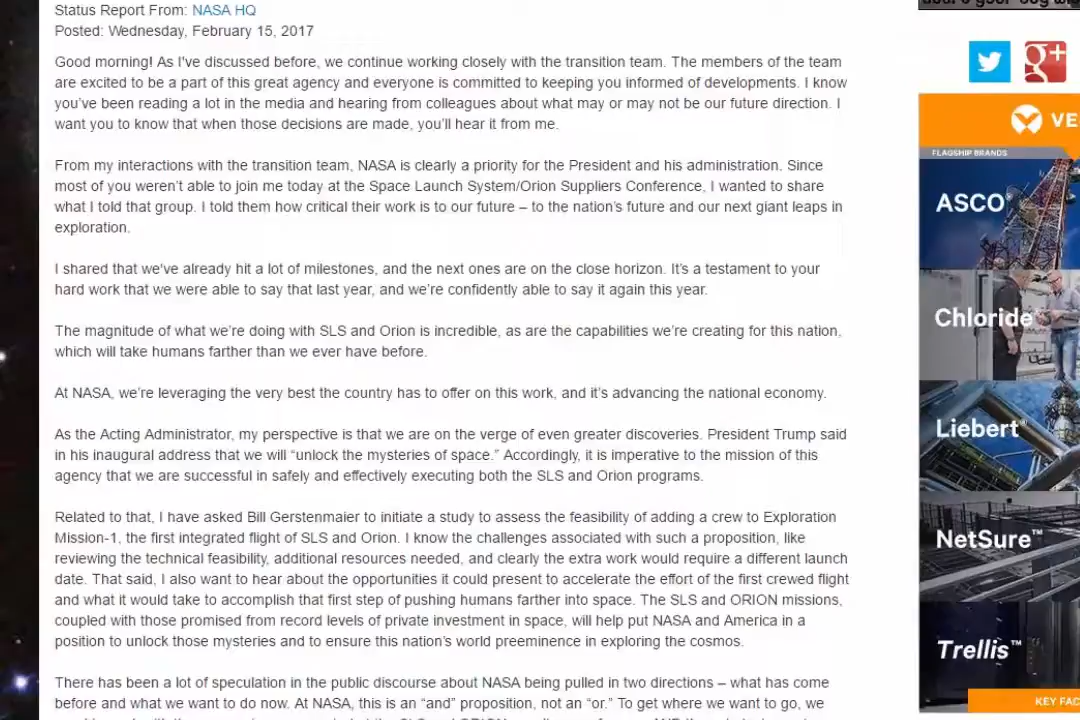 Status Report From: NASA HQ
Posted: Wednesday, February 15, 2017
Good morning! As I've discussed before, we continue working closely with the transition team. The members of the team
are excited to be a part of this great agency and everyone is committed to keeping you informed of developments. I know
you've been reading a lot in the media and hearing from colleagues about what may or may not be our future direction. I
want you to know that when those decisions are made, you'll hear it from me.
From my interactions with the transition team, NASA is clearly a priority for the President and his administration. Since
most of you weren't able to join me today at the Space Launch System/Orion Suppliers Conference, I wanted to share
what I told that group. I told them how critical their work is to our future – to the nation's future and our next giant leaps in
exploration.
I shared that we've already hit a lot of milestones, and the next ones are on the close horizon. It's a testament to your
hard work that we were able to say that last year, and we're confidently able to say it again this year.
The magnitude of what we're doing with SLS and Orion is incredible, as are the capabilities we're creating for this nation,
which will take humans farther than we ever have before.
At NASA, we're leveraging the very best the country has to offer on this work, and it's advancing the national economy.
As the Acting Administrator, my perspective is that we are on the verge of even greater discoveries. President Trump said
in his inaugural address that we will “unlock the mysteries of space.” Accordingly, it is imperative to the mission of this
agency that we are successful in safely and effectively executing both the SLS and Orion programs.
Related to that, I have asked Bill Gerstenmaier to initiate a study to assess the feasibility of adding a crew to Exploration
Mission-1, the first integrated flight of SLS and Orion. I know the challenges associated with such a proposition, like
reviewing the technical feasibility, additional resources needed, and clearly the extra work would require a different launch
date. That said, I also want to hear about the opportunities it could present to accelerate the effort of the first crewed flight
and what it would take to accomplish that first step of pushing humans farther into space. The SLS and ORION missions,
coupled with those promised from record levels of private investment in space, will help put NASA and America in a
position to unlock those mysteries and to ensure this nation's world preeminence in exploring the cosmos.
There has been a lot of speculation in the public discourse about NASA being pulled in two directions – what has come
before and what we want to do now. At NASA, this is an “and” proposition, not an “or.” To get where we want to go, we
g+
VE
FLAGSHIP BRANDS
ASCO
Chloride
Liebert®
NetSure™
Trellis™
KEY FAC